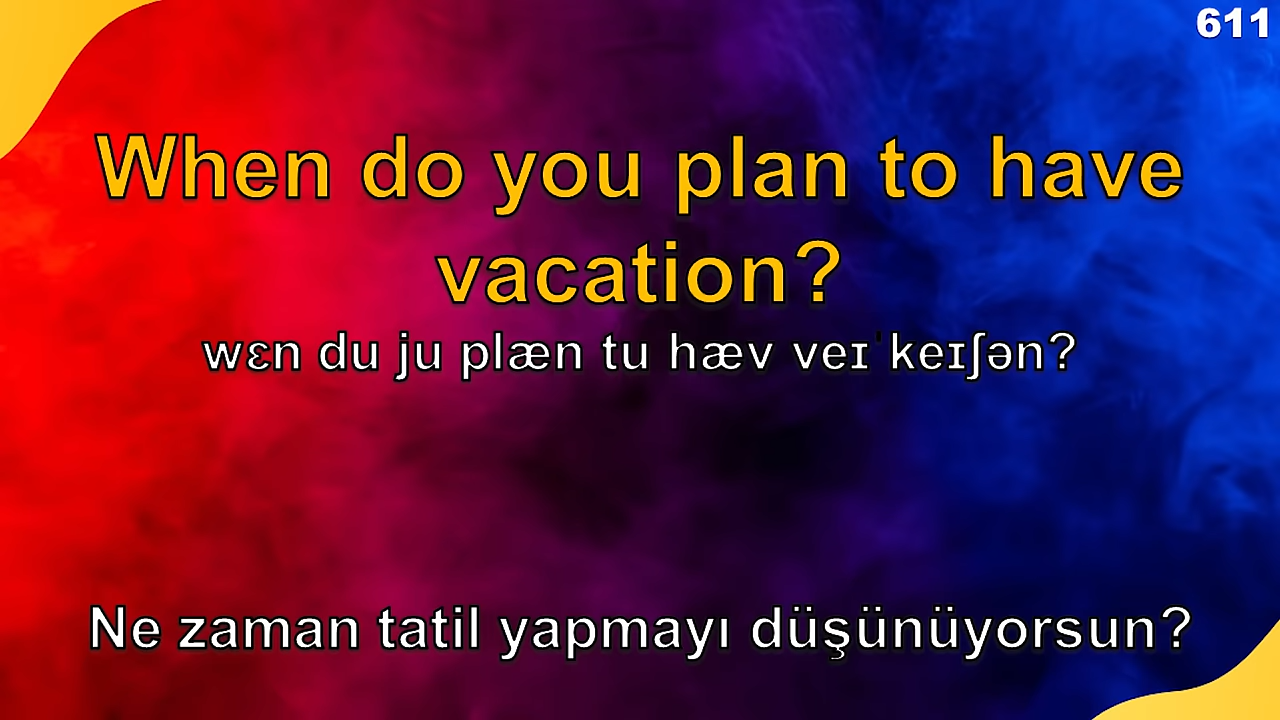 611
When do you plan to have
vacation?
wɛn du ju plæn tu hæv veɪˈkeɪʃən?
Ne zaman tatil yapmayı düşünüyorsun?